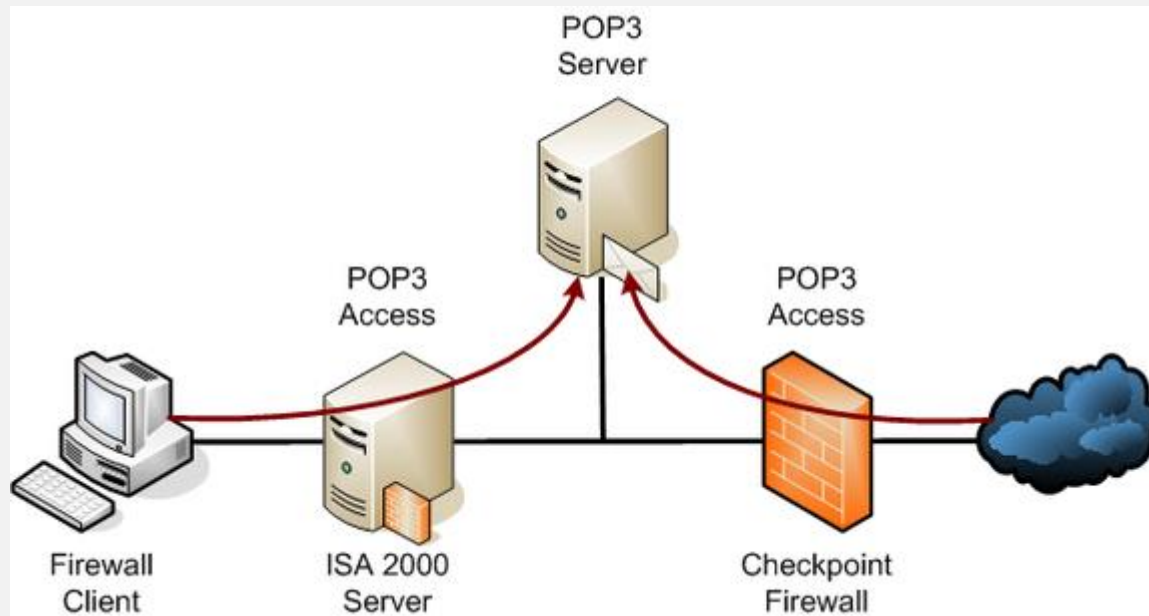 POP3
Server
POP3
Access
POP3
Access
Firewall
Client
ISA 2000
Server
Checkpoint
Firewall